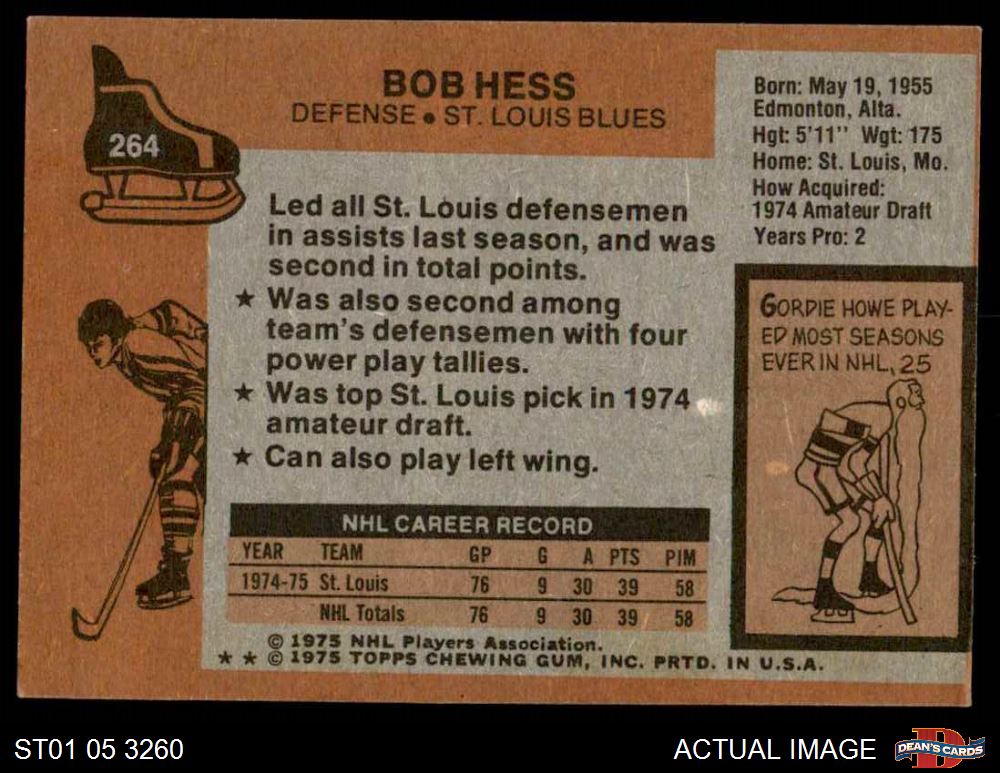 264
BOB HESS
DEFENSE • ST. LOUIS BLUES
Born: May 19, 1955
Edmonton, Alta.
Hgt: 5'11" Wgt: 175
Home: St. Louis, Mo.
How Acquired:
1974 Amateur Draft
Years Pro: 2
Led all St. Louis defensemen
in assists last season, and was
second in total points.
★ Was also second among
team's defensemen with four
power play tallies.
★ Was top St. Louis pick in 1974
amateur draft.
★ Can also play left wing.
GORDIE HOWE PLAY-
ED MOST SEASONS
EVER IN NHL, 25
NHL CAREER RECORD
YEAR TEAM GP G A PTS PIM
1974-75 St. Louis 76 9 30 39 58
NHL Totals 76 9 30 39 58
© 1975 NHL Players Association.
★ ★ © 1975 TOPPS CHEWING GUM, INC. PRTD. IN U.S.A.
ST01 05 3260
ACTUAL IMAGE
D
DEAN'S CARDS